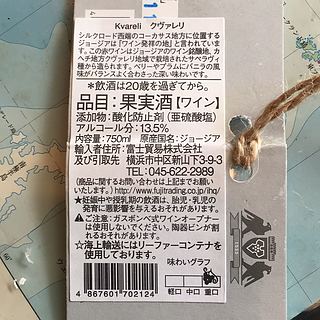 11
Kvareli クヴァレリ
シルクロード西端のコーカサス地方に位置する
ジョージアは「ワイン発祥の地」と言われていま
す。この赤ワインはジョージアのワイン銘醸地、カ
ヘチ地方クヴァレリ地域で栽培されたサペラヴィ
種から造られます。ベリーやプラムにバニラの風
味がバランスよく合わさった深い味わいです。
*飲酒は20歳を過ぎてから。
品目:果実酒【ワイン】
添加物:酸化防止剤(亜硫酸塩)
アルコール分:13.5%
内容量:750ml 原産国名:ジョージア
輸入者住所:富士貿易株式会社
及び引取先 横浜市中区新山下3-9-3
TEL:045-622-2989
(商品に関するお問い合せは上記までお願い
いたします。)http://www.fujitrading.co.jp/ihq/
★妊娠中や授乳期の飲酒は、胎児・乳児の
発育に悪影響を与えるおそれがあります。
⚠ご注意:ガスボンベ式ワインオープナー
は使用しないでください。陶器ビンが割れ
る恐れがあります。
☆海上輸送にはリーファーコンテナを
使用しております。
味わいグラフ
4 867601 702124
軽口 中口 重口